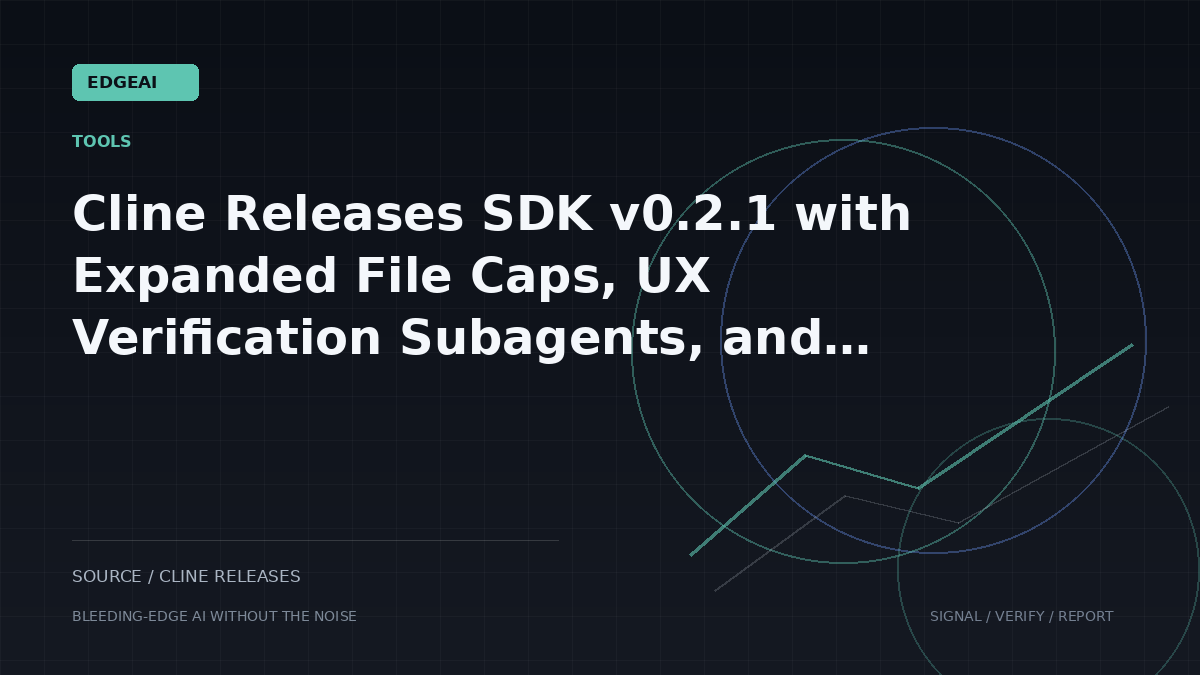 EDGEAI
TOOLS
Cline Releases SDK v0.2.1 with
Expanded File Caps, UX
Verification Subagents, and…
SOURCE / CLINE RELEASES
BLEEDING-EDGE AI WITHOUT THE NOISE
SIGNAL / VERIFY / REPORT